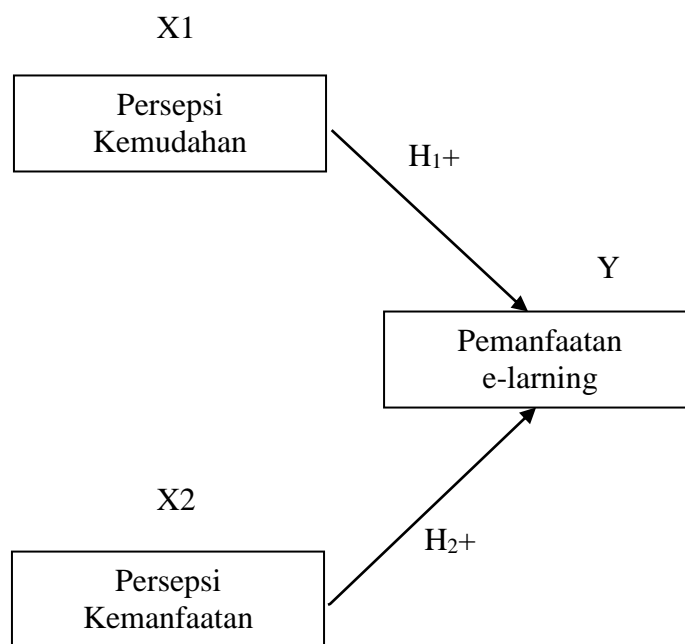 X1
Persepsi
Kemudahan
H₁+
Y
Pemanfaatan
e-larning
X2
H₂+
Persepsi
Kemanfaatan